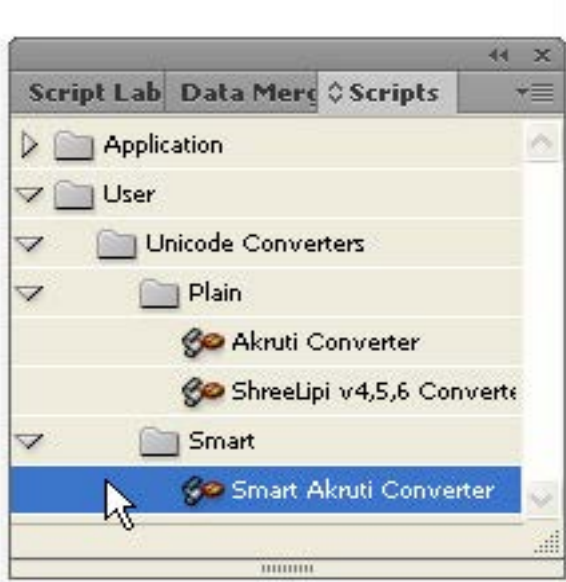 Script Lab Data Merg Scripts
Application
User
Unicode Converters
Plain
Akruti Converter
ShreeLipi v4,5,6 Converte
Smart
Smart Akruti Converter